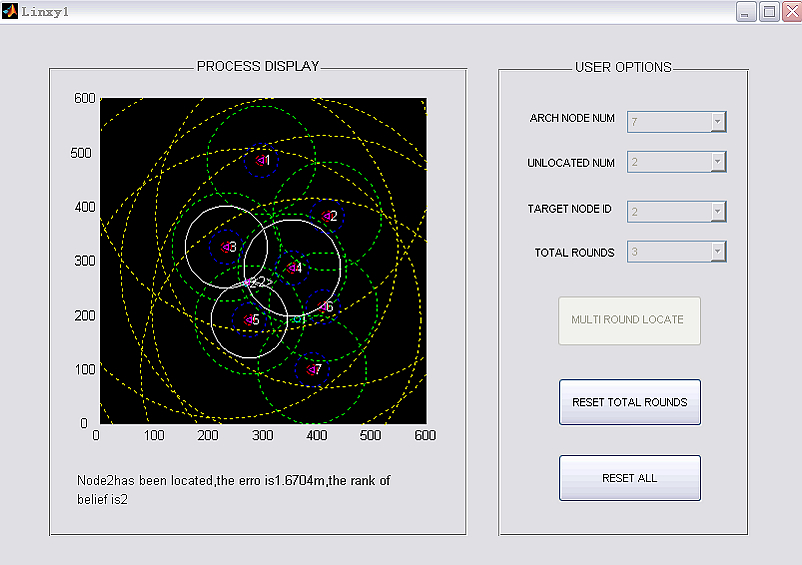 Linxy1
PROCESS DISPLAY
600
500
400
300
200
100
0
0 100 200 300 400 500 600
1
2
3
4
5
6
7
Node2has been located,the erro is1.6704m,the rank of
belief is2
USER OPTIONS
ARCH NODE NUM 7
UNLOCATED NUM 2
TARGET NODE ID 2
TOTAL ROUNDS 3
MULTI ROUND LOCATE
RESET TOTAL ROUNDS
RESET ALL